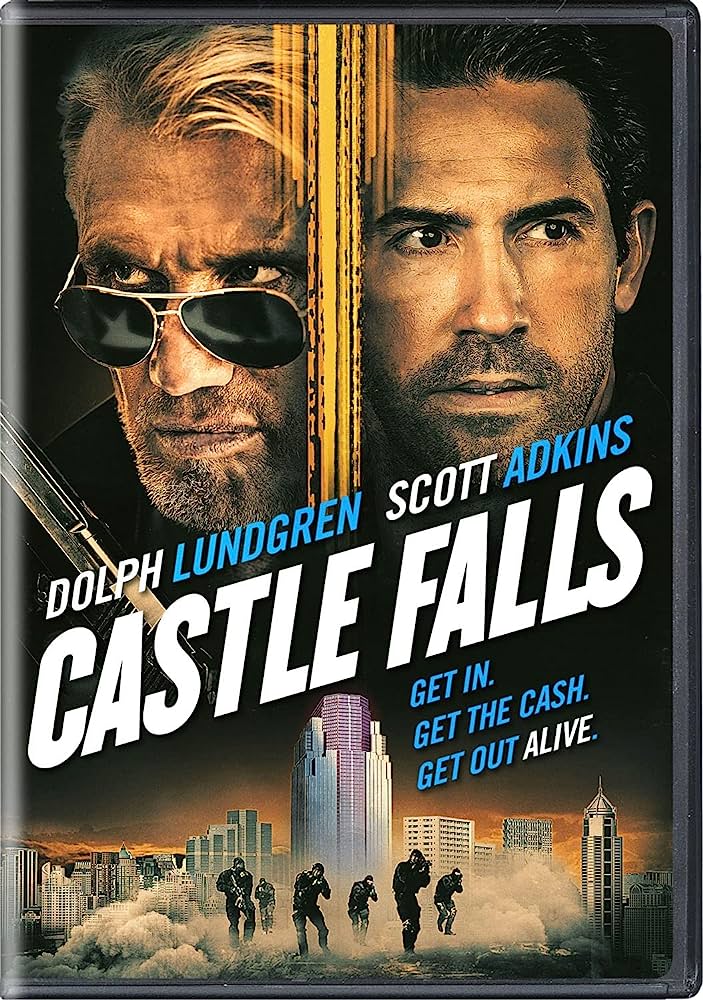 DOLPH LUNDGREN SCOTT ADKINS
CASTLE FALLS
GET IN.
GET THE CASH.
GET OUT ALIVE.